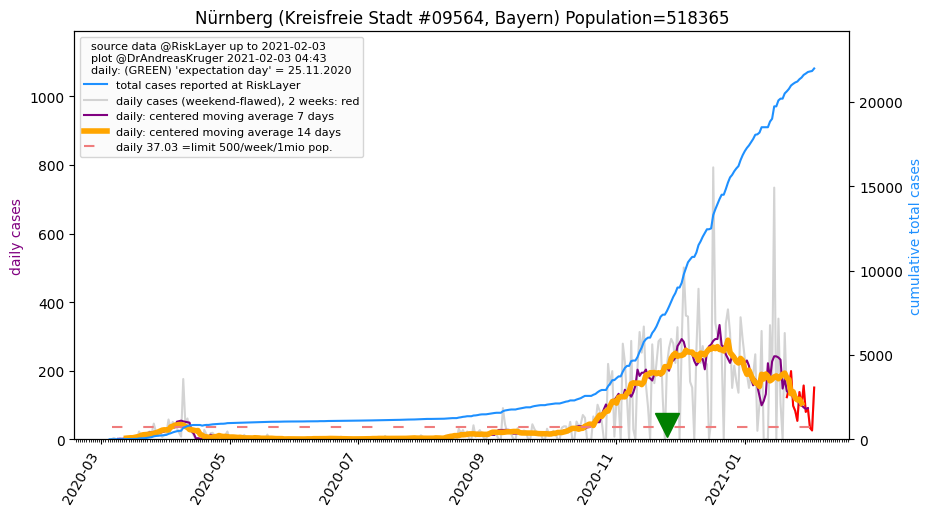 Nürnberg (Kreisfreie Stadt #09564, Bayern) Population=518365
source data @RiskLayer up to 2021-02-03
plot @DrAndreasKruger 2021-02-03 04:43
daily: (GREEN) 'expectation day' = 25.11.2020
total cases reported at RiskLayer
daily cases (weekend-flawed), 2 weeks: red
daily: centered moving average 7 days
daily: centered moving average 14 days
daily 37.03 =limit 500/week/1mio pop.
daily cases
0
200
400
600
800
1000
cumulative total cases
0
5000
10000
15000
20000
2020-03
2020-05
2020-07
2020-09
2020-11
2021-01